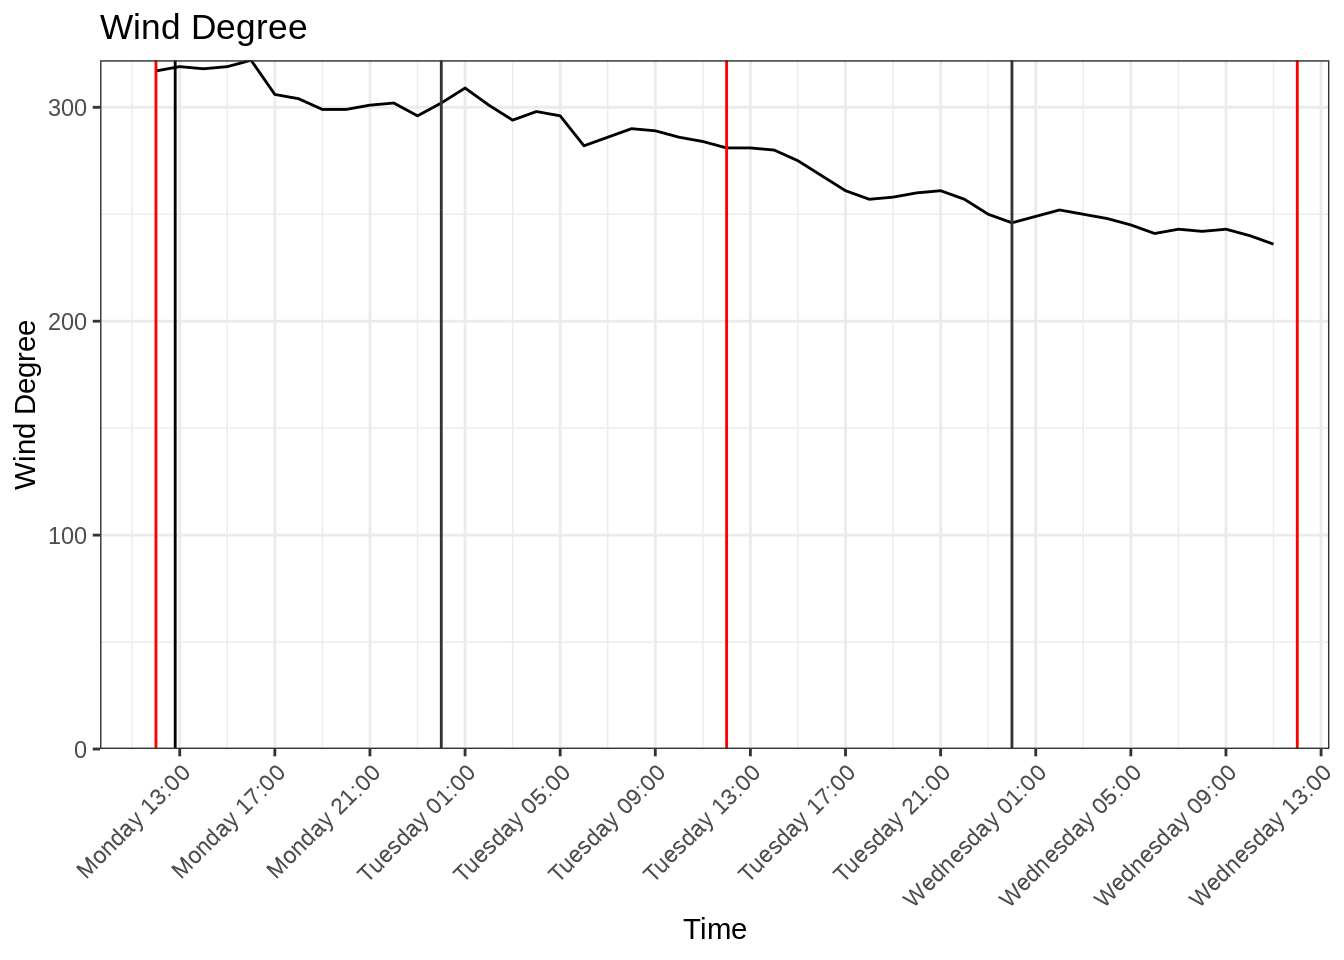 Wind Degree
Wind Degree
300
200
100
0
Monday 13:00
Monday 17:00
Monday 21:00
Tuesday 01:00
Tuesday 05:00
Tuesday 09:00
Tuesday 13:00
Tuesday 17:00
Tuesday 21:00
Wednesday 01:00
Wednesday 05:00
Wednesday 09:00
Wednesday 13:00
Time